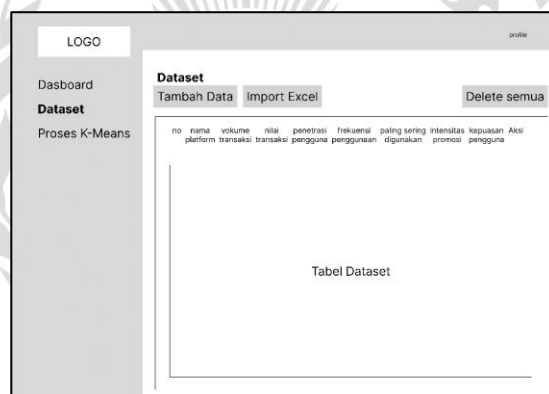 LOGO
profile
Dasboard
Dataset
Proses K-Means
Dataset
Tambah Data Import Excel Delete semua
no nama vokume nilai penetrasi frekuensi paling sering intensitas kepuasan Aksi
platform transaksi transaksi pengguna penggunaan digunakan promosi pengguna
Tabel Dataset